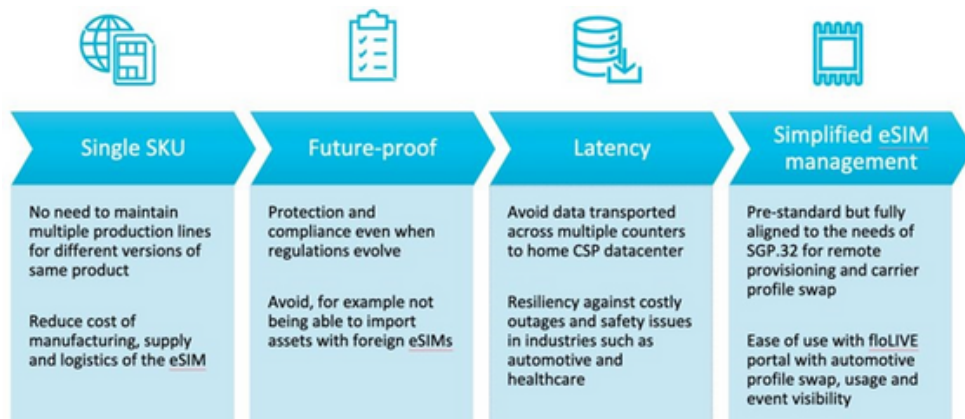 Single SKU
No need to maintain
multiple production lines
for different versions of
same product
Reduce cost of
manufacturing, supply
and logistics of the eSIM
Future-proof
Protection and
compliance even when
regulations evolve
Avoid, for example not
being able to import
assets with foreign eSIMs
Latency
Avoid data transported
across multiple counters
to home CSP datacenter
Resiliency against costly
outages and safety issues
in industries such as
automotive and
healthcare
Simplified eSIM
management
Pre-standard but fully
aligned to the needs of
SGP.32 for remote
provisioning and carrier
profile swap
Ease of use with floLIVE
portal with automotive
profile swap, usage and
event visibility